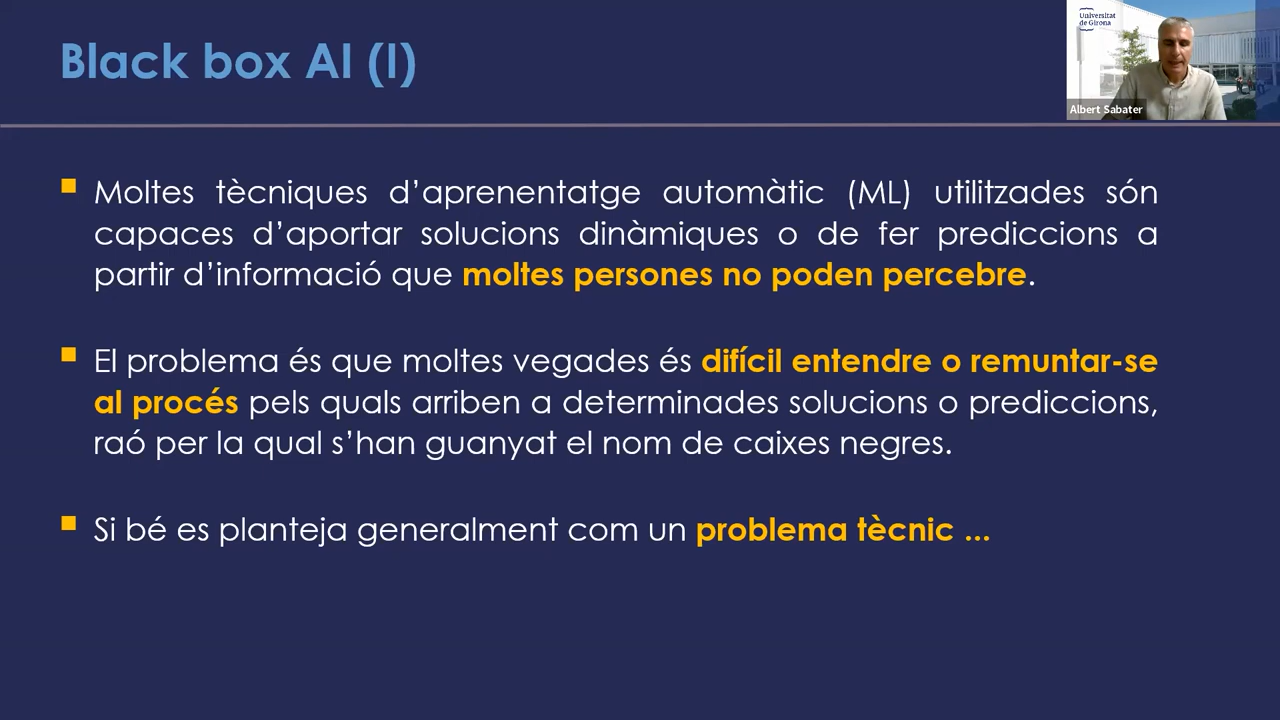 Black box AI (I)
Universitat
de Girona
Albert Sabater
Moltes tècniques d’aprenentatge automàtic (ML) utilitzades són
capaces d’aportar solucions dinàmiques o de fer prediccions a
partir d’informació que moltes persones no poden percebre.
El problema és que moltes vegades és difícil entendre o remuntar-se
al procés pels quals arriben a determinades solucions o prediccions,
raó per la qual s’han guanyat el nom de caixes negres.
Si bé es planteja generalment com un problema tècnic ...